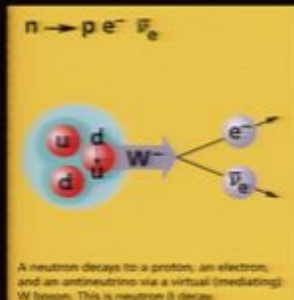 n → p e⁻ ν̅ₑ
u d
u
d
W⁻
e⁻
ν̅ₑ
A neutron decays to a proton, an electron,
and an antineutrino via a virtual (mediating)
W boson. This is neutron β decay.